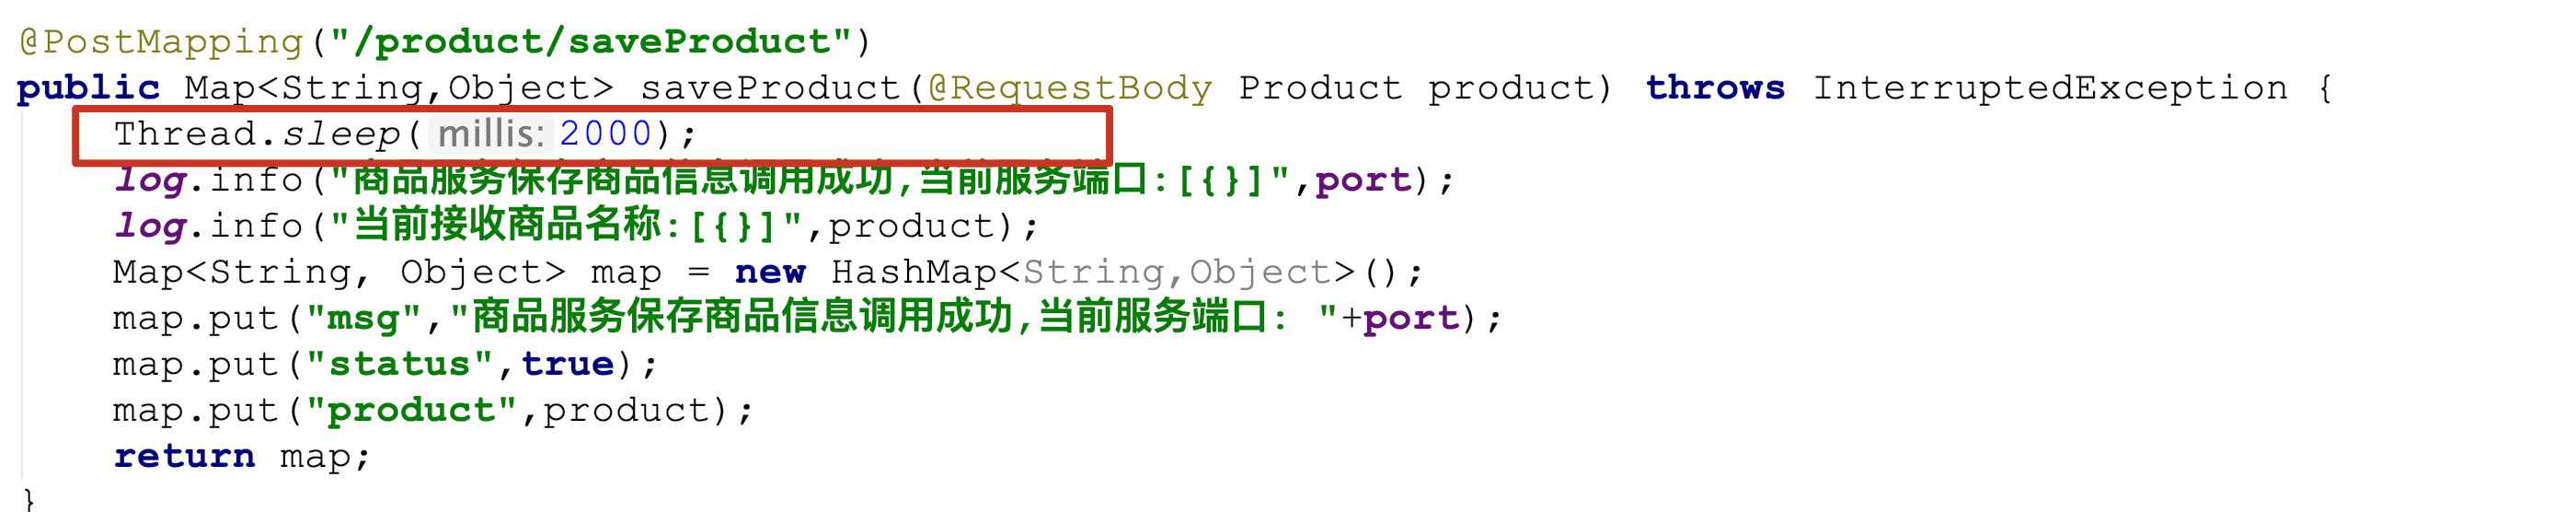 @PostMapping("/product/saveProduct")
public Map<String,Object> saveProduct(@RequestBody Product product) throws InterruptedException {
Thread.sleep( millis: 2000);
log.info("商品服务保存商品信息调用成功,当前服务端口:[{}]",port);
log.info("当前接收商品名称:[{}]",product);
Map<String, Object> map = new HashMap<String,Object>();
map.put("msg","商品服务保存商品信息调用成功,当前服务端口: "+port);
map.put("status",true);
map.put("product",product);
return map;
}